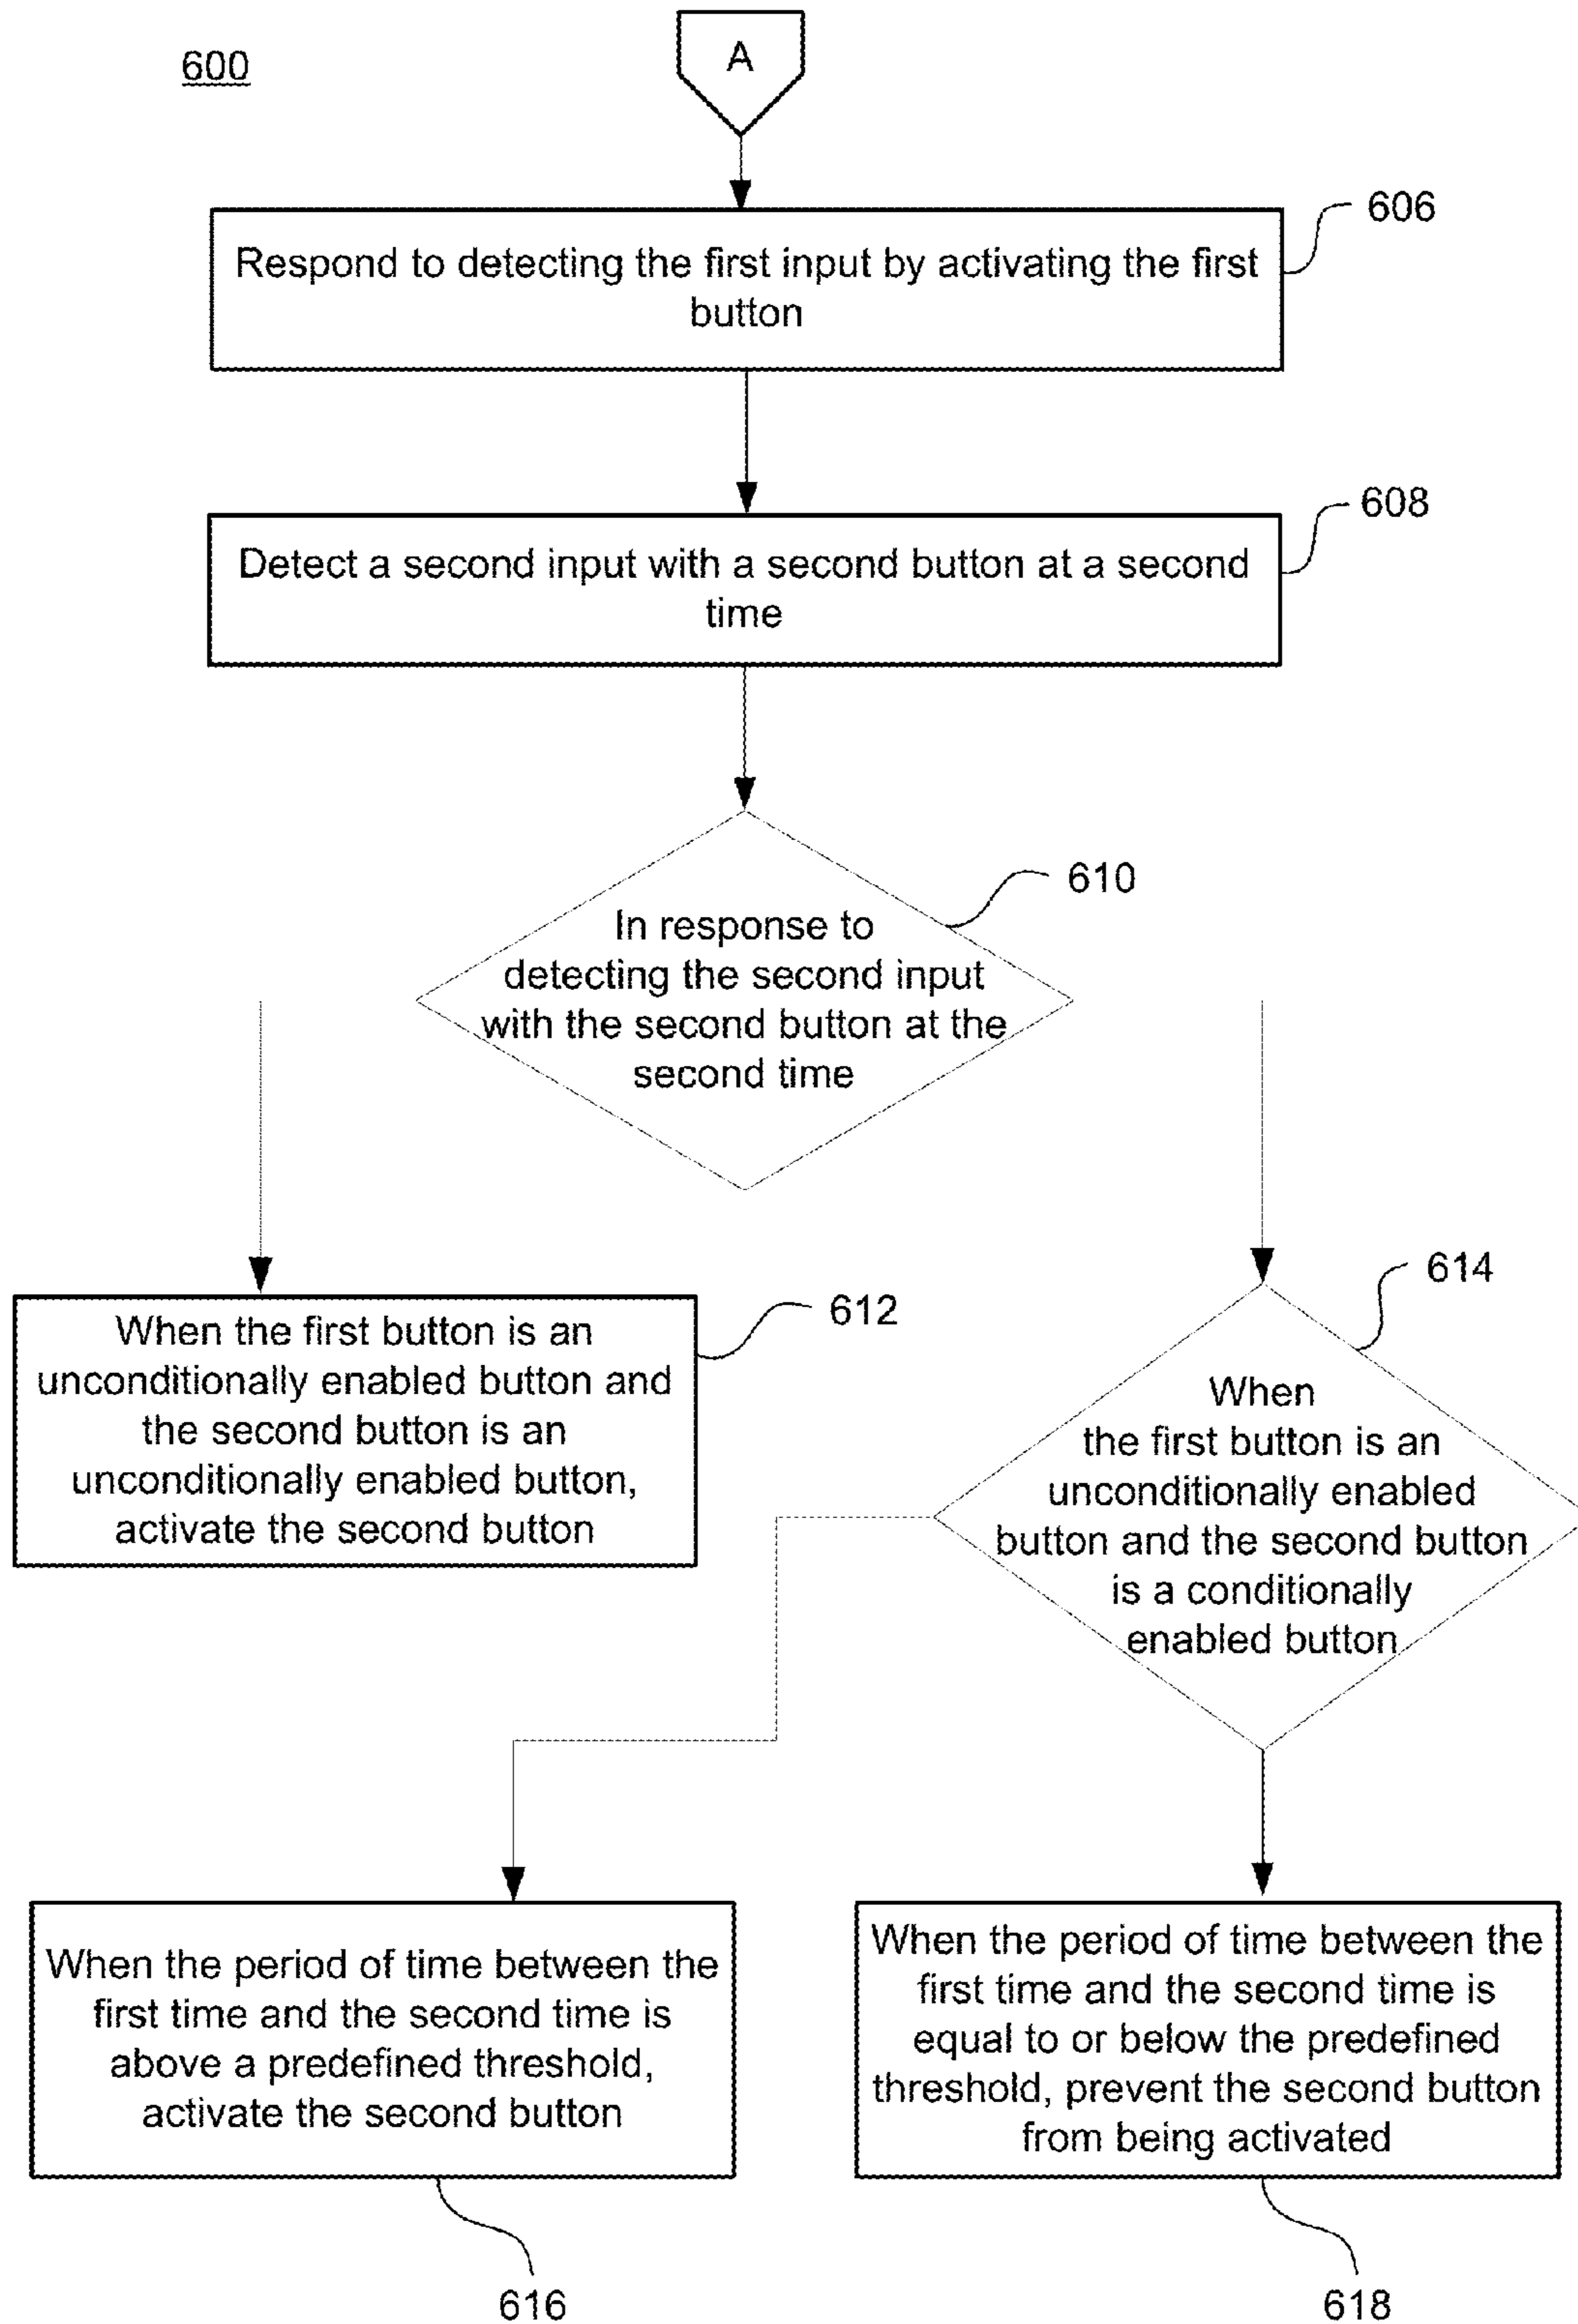 600
A
606
Respond to detecting the first input by activating the first
button
608
Detect a second input with a second button at a second
time
610
In response to
detecting the second input
with the second button at the
second time
612
When the first button is an
unconditionally enabled button and
the second button is an
unconditionally enabled button,
activate the second button
614
When
the first button is an
unconditionally enabled
button and the second button
is a conditionally
enabled button
When the period of time between the
first time and the second time is
above a predefined threshold,
activate the second button
616
When the period of time between the
first time and the second time is
equal to or below the predefined
threshold, prevent the second button
from being activated
618